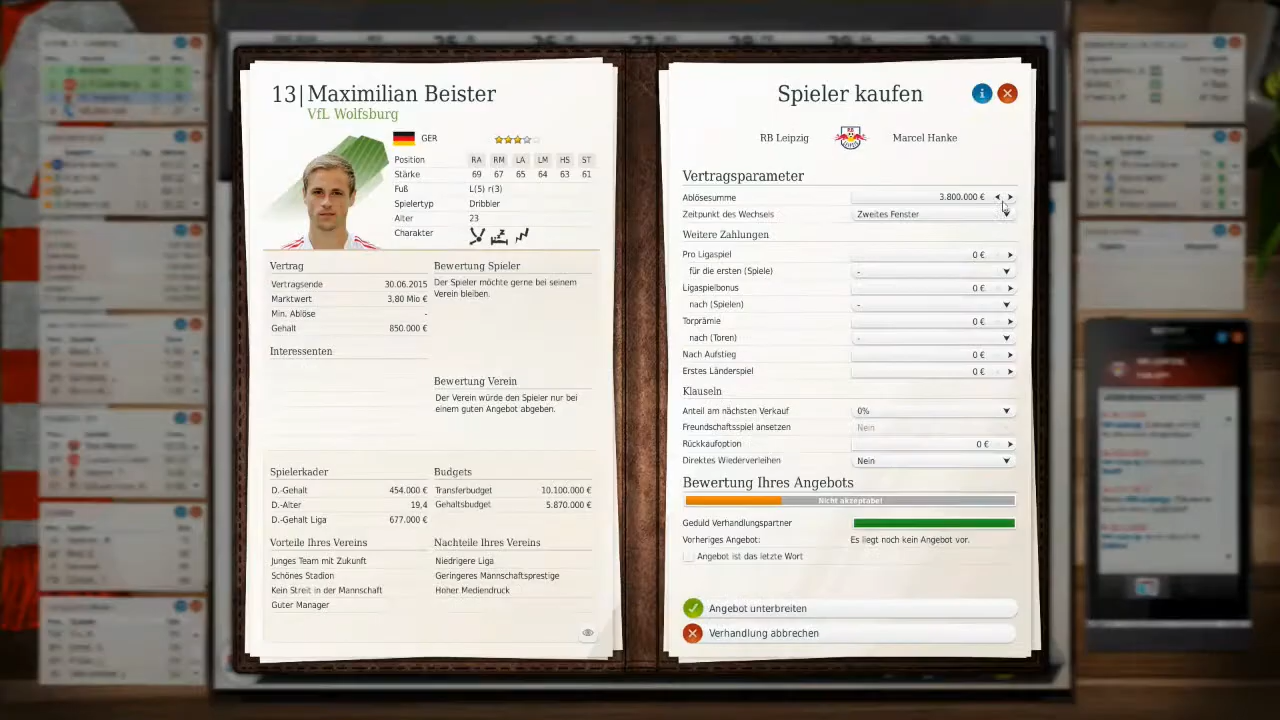 13|Maximilian Beister
VfL Wolfsburg
GER
Position RA RM LA LM HS ST
Stärke 69 67 65 64 63 61
Fuß L(5) r(3)
Spielertyp Dribbler
Alter 23
Charakter
Vertrag
Vertragsende 30.06.2015
Marktwert 3,80 Mio €
Min. Ablöse -
Gehalt 850.000 €
Interessenten
Bewertung Spieler
Der Spieler möchte gerne bei seinem
Verein bleiben.
Bewertung Verein
Der Verein würde den Spieler nur bei
einem guten Angebot abgeben.
Spielerkader
D.-Gehalt 454.000 €
D.-Alter 19,4
D.-Gehalt Liga 677.000 €
Budgets
Transferbudget 10.100.000 €
Gehaltsbudget 5.870.000 €
Vorteile Ihres Vereins
Junges Team mit Zukunft
Schönes Stadion
Kein Streit in der Mannschaft
Guter Manager
Nachteile Ihres Vereins
Niedrigere Liga
Geringeres Mannschaftsprestige
Hoher Mediendruck
Spieler kaufen
RB Leipzig Marcel Hanke
Vertragsparameter
Ablösesumme 3.800.000 €
Zeitpunkt des Wechsels Zweites Fenster
Weitere Zahlungen
Pro Ligaspiel 0 €
für die ersten (Spiele) -
Ligaspielbonus 0 €
nach (Spielen) -
Torprämie 0 €
nach (Toren) -
Nach Aufstieg 0 €
Erstes Länderspiel 0 €
Klauseln
Anteil am nächsten Verkauf 0%
Freundschaftsspiel ansetzen Nein
Rückkaufoption 0 €
Direktes Wiederverleihen Nein
Bewertung Ihres Angebots
Nicht akzeptabel
Geduld Verhandlungspartner
Vorheriges Angebot: Es liegt noch kein Angebot vor.
Angebot ist das letzte Wort
Angebot unterbreiten
Verhandlung abbrechen